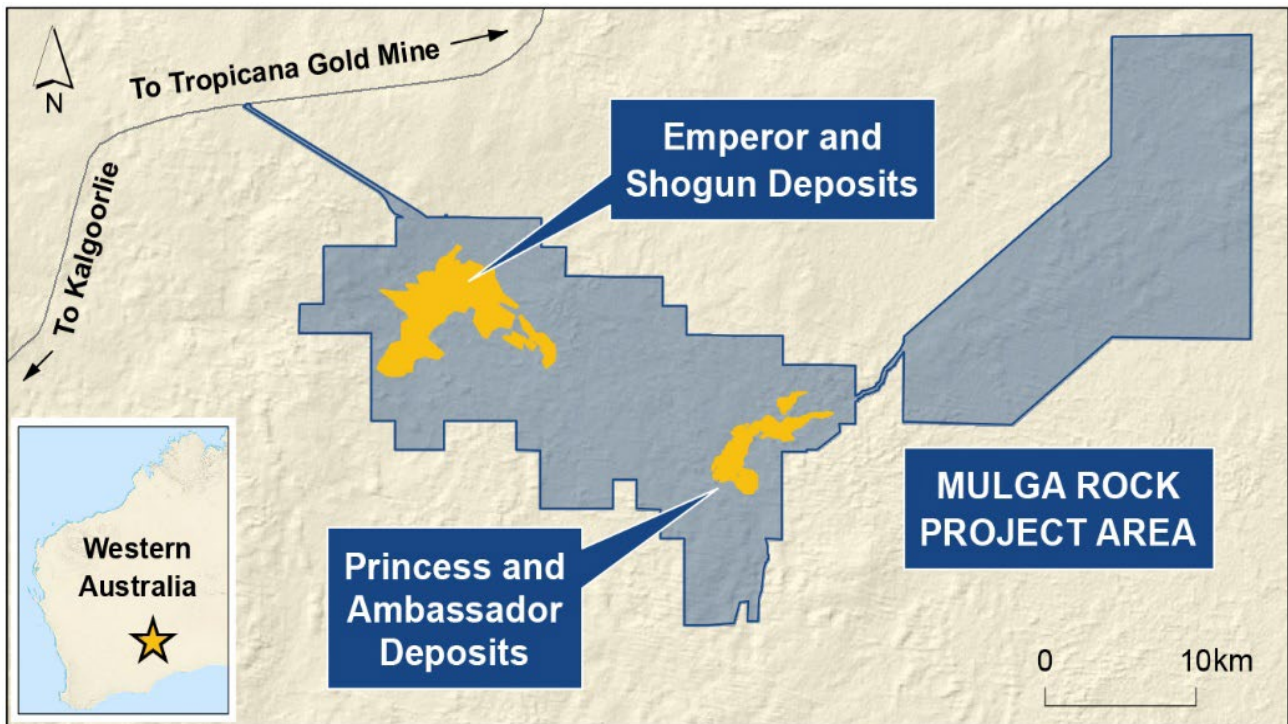 To Tropicana Gold Mine
N
To Kalgoorlie
Emperor and
Shogun Deposits
MULGA ROCK
PROJECT AREA
Princess and
Ambassador
Deposits
Western
Australia
0 10km